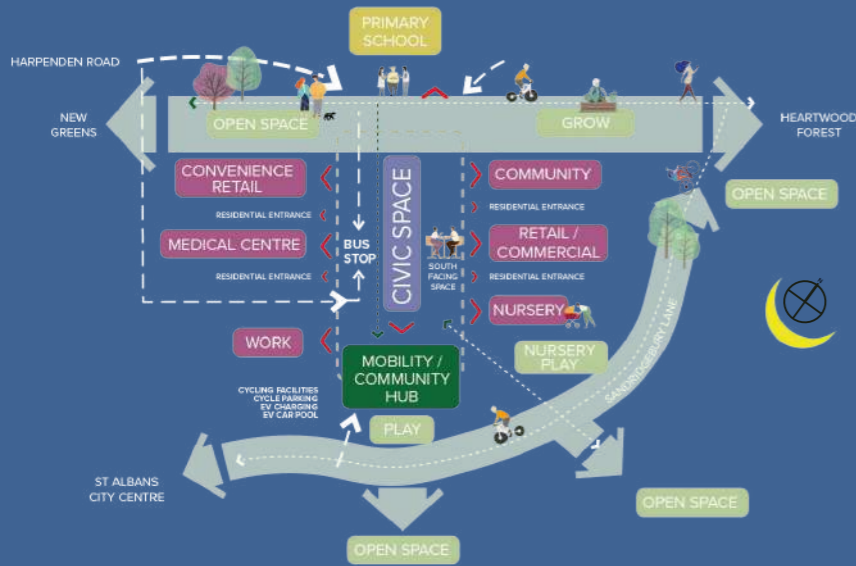 PRIMARY
SCHOOL
HARPENDEN ROAD
NEW
GREENS
OPEN SPACE
GROW
HEARTWOOD
FOREST
CONVENIENCE
RETAIL
COMMUNITY
OPEN SPACE
RESIDENTIAL ENTRANCE
RESIDENTIAL ENTRANCE
MEDICAL CENTRE
BUS
STOP
CIVIC SPACE
SOUTH
FACING
SPACE
RETAIL /
COMMERCIAL
RESIDENTIAL ENTRANCE
RESIDENTIAL ENTRANCE
NURSERY
WORK
MOBILITY /
COMMUNITY
HUB
NURSERY
PLAY
SANDRIDGEBURY LANE
CYCLING FACILITIES
CYCLE PARKING
EV CHARGING
EV CAR POOL
PLAY
ST ALBANS
CITY CENTRE
OPEN SPACE
OPEN SPACE